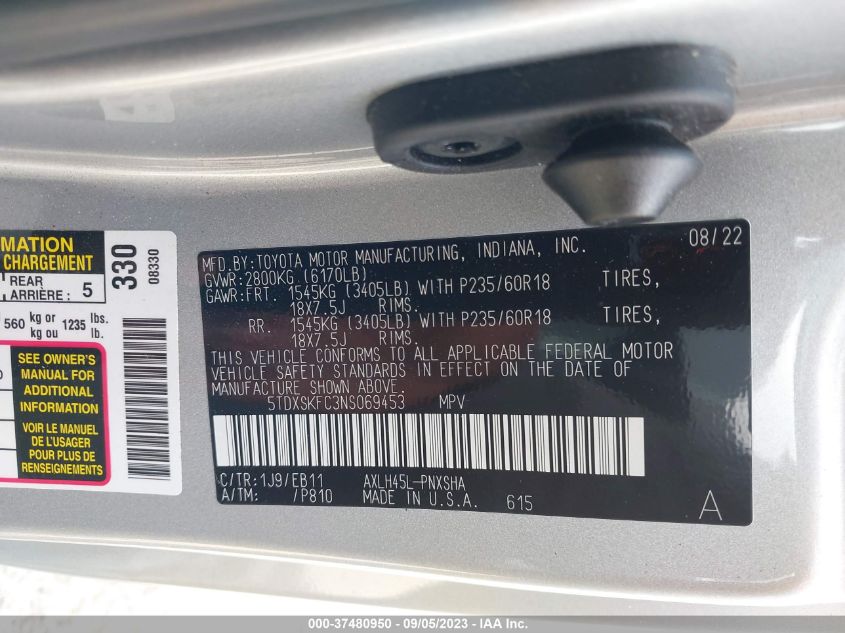 MATION
CHARGEMENT
REAR
ARRIÈRE : 5
560 kg or 1235 lbs.
kg ou lb.
SEE OWNER'S
MANUAL FOR
ADDITIONAL
INFORMATION
VOIR LE MANUEL
DE L'USAGER
POUR PLUS DE
RENSEIGNEMENTS
330
08330
MFD.BY:TOYOTA MOTOR MANUFACTURING, INDIANA, INC. 08/22
GVWR:2800KG (6170LB)
GAWR:FRT. 1545KG (3405LB) WITH P235/60R18 TIRES,
18X7.5J RIMS.
RR. 1545KG (3405LB) WITH P235/60R18 TIRES,
18X7.5J RIMS.
THIS VEHICLE CONFORMS TO ALL APPLICABLE FEDERAL MOTOR
VEHICLE SAFETY STANDARDS IN EFFECT ON THE DATE OF
MANUFACTURE SHOWN ABOVE.
5TDXSKFC3NS069453 MPV
C/TR:1J9/EB11 AXLH45L-PNXSHA
A/TM: /P810 MADE IN U.S.A. 615 A
000-37480950 - 09/05/2023 - © IAA Inc.